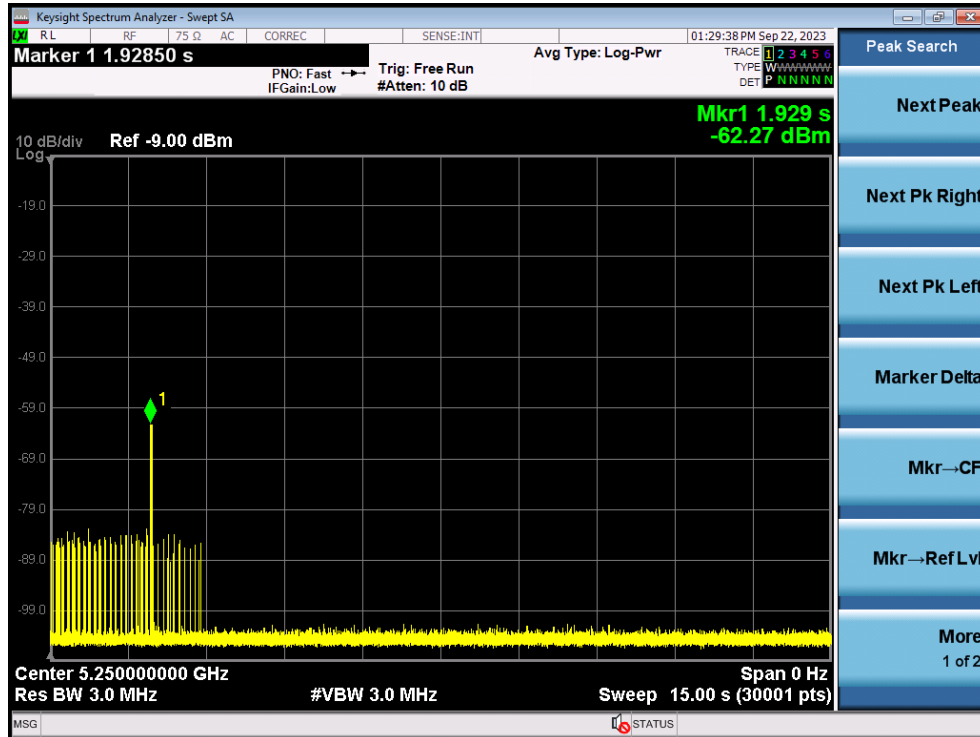 Keysight Spectrum Analyzer - Swept SA
LXI RL RF 75 Ω AC CORREC SENSE:INT 01:29:38 PM Sep 22, 2023
Marker 1 1.92850 s
PNO: Fast
IFGain:Low
Trig: Free Run
#Atten: 10 dB
Avg Type: Log-Pwr
TRACE 1 2 3 4 5 6
TYPE WWWWWW
DET P N N N N N
Mkr1 1.929 s
-62.27 dBm
10 dB/div Ref -9.00 dBm
Log
-19.0
-29.0
-39.0
-49.0
-59.0
1
-69.0
-79.0
-89.0
-99.0
Center 5.250000000 GHz Span 0 Hz
Res BW 3.0 MHz #VBW 3.0 MHz Sweep 15.00 s (30001 pts)
MSG STATUS
Peak Search
Next Peak
Next Pk Right
Next Pk Left
Marker Delta
Mkr→CF
Mkr→Ref Lvl
More
1 of 2